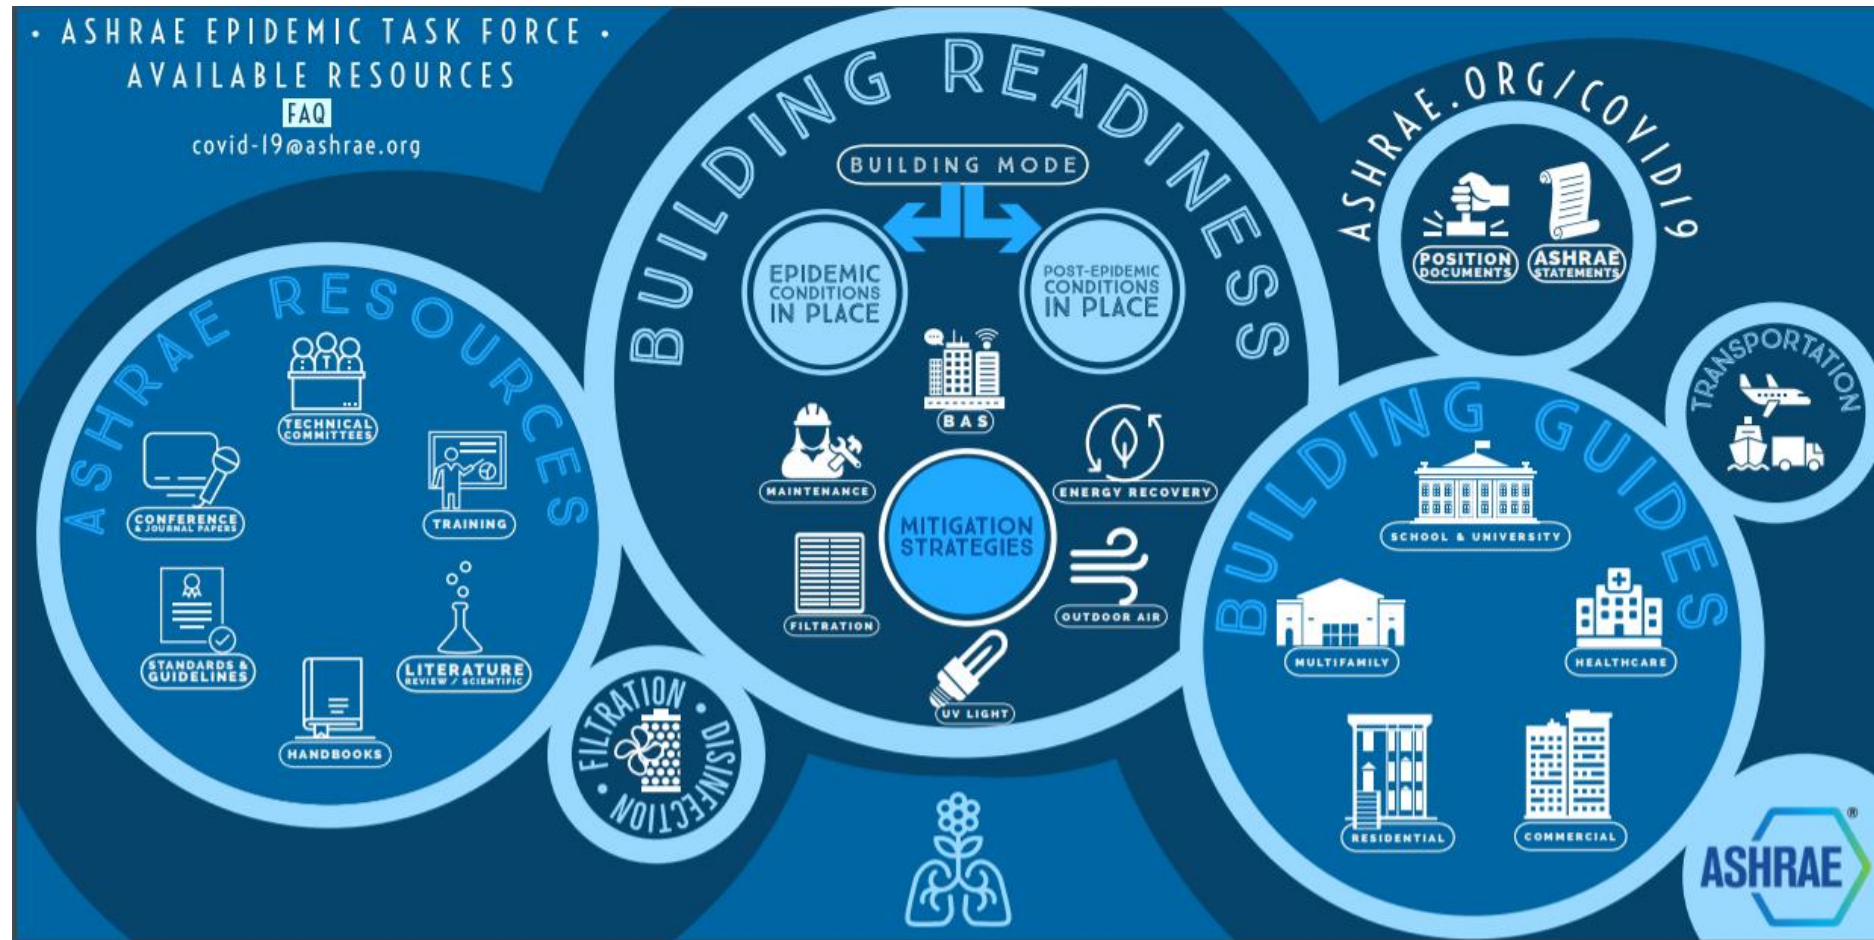 • ASHRAE EPIDEMIC TASK FORCE •
AVAILABLE RESOURCES
FAQ
covid-19@ashrae.org
ASHRAE RESOURCES
TECHNICAL
COMMITTEES
CONFERENCE
& JOURNAL PAPERS
TRAINING
STANDARDS &
GUIDELINES
LITERATURE
REVIEW / SCIENTIFIC
HANDBOOKS
FILTRATION • DISINFECTION •
BUILDING READINESS
BUILDING MODE
EPIDEMIC
CONDITIONS
IN PLACE
POST-EPIDEMIC
CONDITIONS
IN PLACE
BAS
MAINTENANCE
ENERGY RECOVERY
MITIGATION
STRATEGIES
FILTRATION
OUTDOOR AIR
UV LIGHT
ASHRAE.ORG/COVID19
POSITION
DOCUMENTS
ASHRAE
STATEMENTS
TRANSPORTATION
BUILDING GUIDES
SCHOOL & UNIVERSITY
MULTIFAMILY
HEALTHCARE
RESIDENTIAL
COMMERCIAL
ASHRAE®